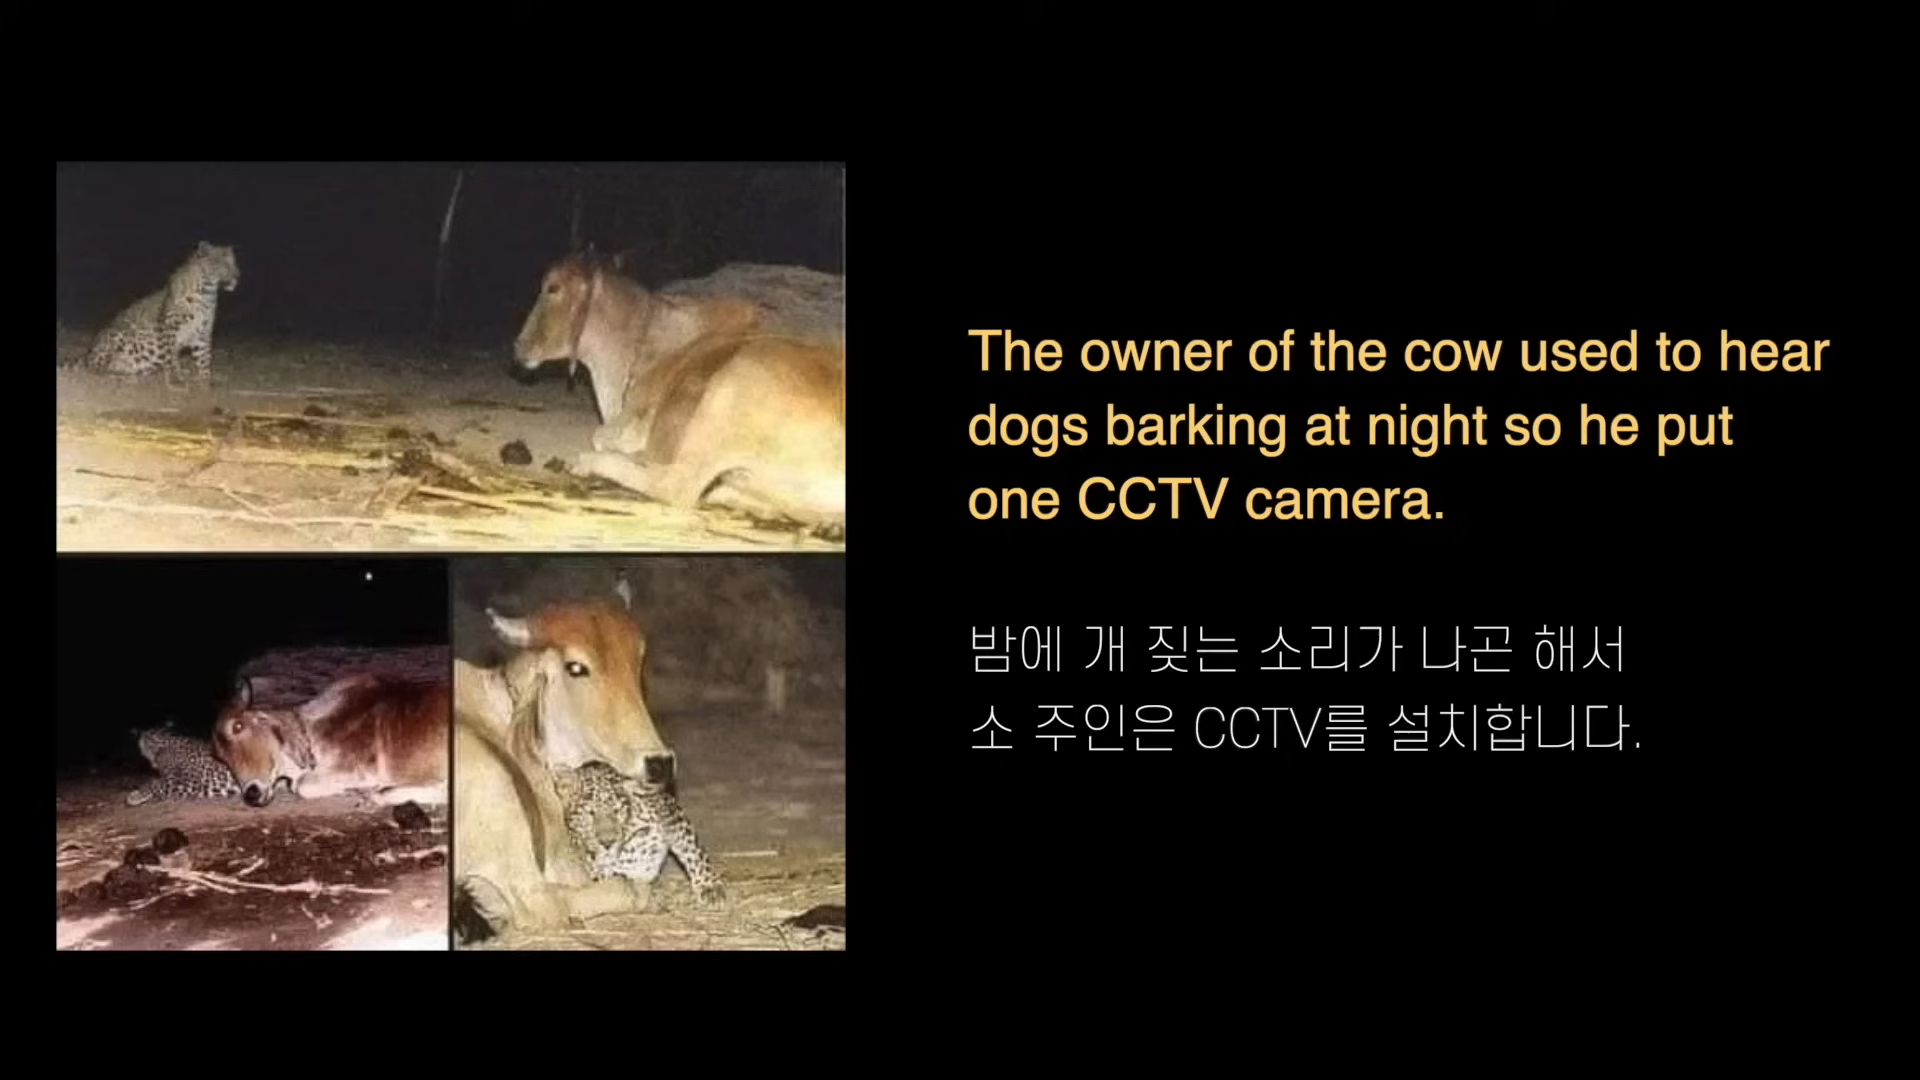 The owner of the cow used to hear
dogs barking at night so he put
one CCTV camera.
밤에 개 짖는 소리가 나곤 해서
소 주인은 CCTV를 설치합니다.